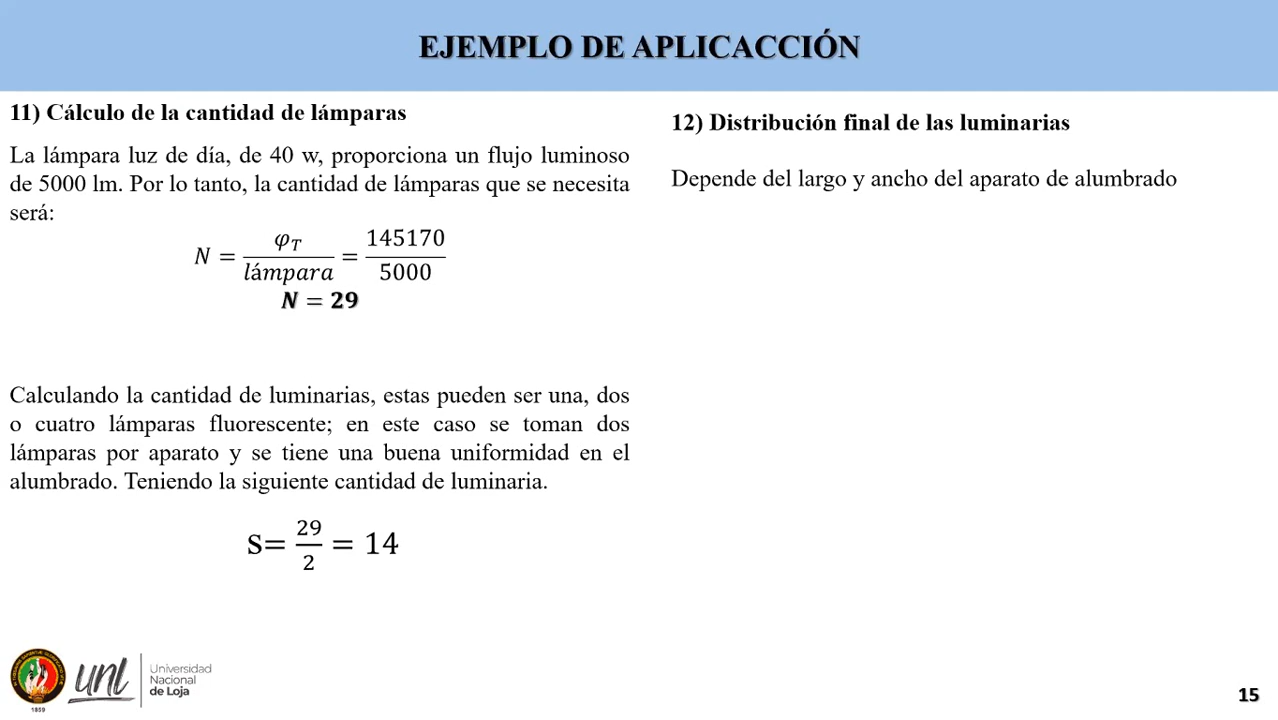 EJEMPLO DE APLICACCIÓN
11) Cálculo de la cantidad de lámparas
La lámpara luz de día, de 40 w, proporciona un flujo luminoso
de 5000 lm. Por lo tanto, la cantidad de lámparas que se necesita
será:
N = φ_T / lámpara = 145170 / 5000
N = 29
Calculando la cantidad de luminarias, estas pueden ser una, dos
o cuatro lámparas fluorescente; en este caso se toman dos
lámparas por aparato y se tiene una buena uniformidad en el
alumbrado. Teniendo la siguiente cantidad de luminaria.
S= 29/2 = 14
12) Distribución final de las luminarias
Depende del largo y ancho del aparato de alumbrado
1859
unl
Universidad
Nacional
de Loja
15